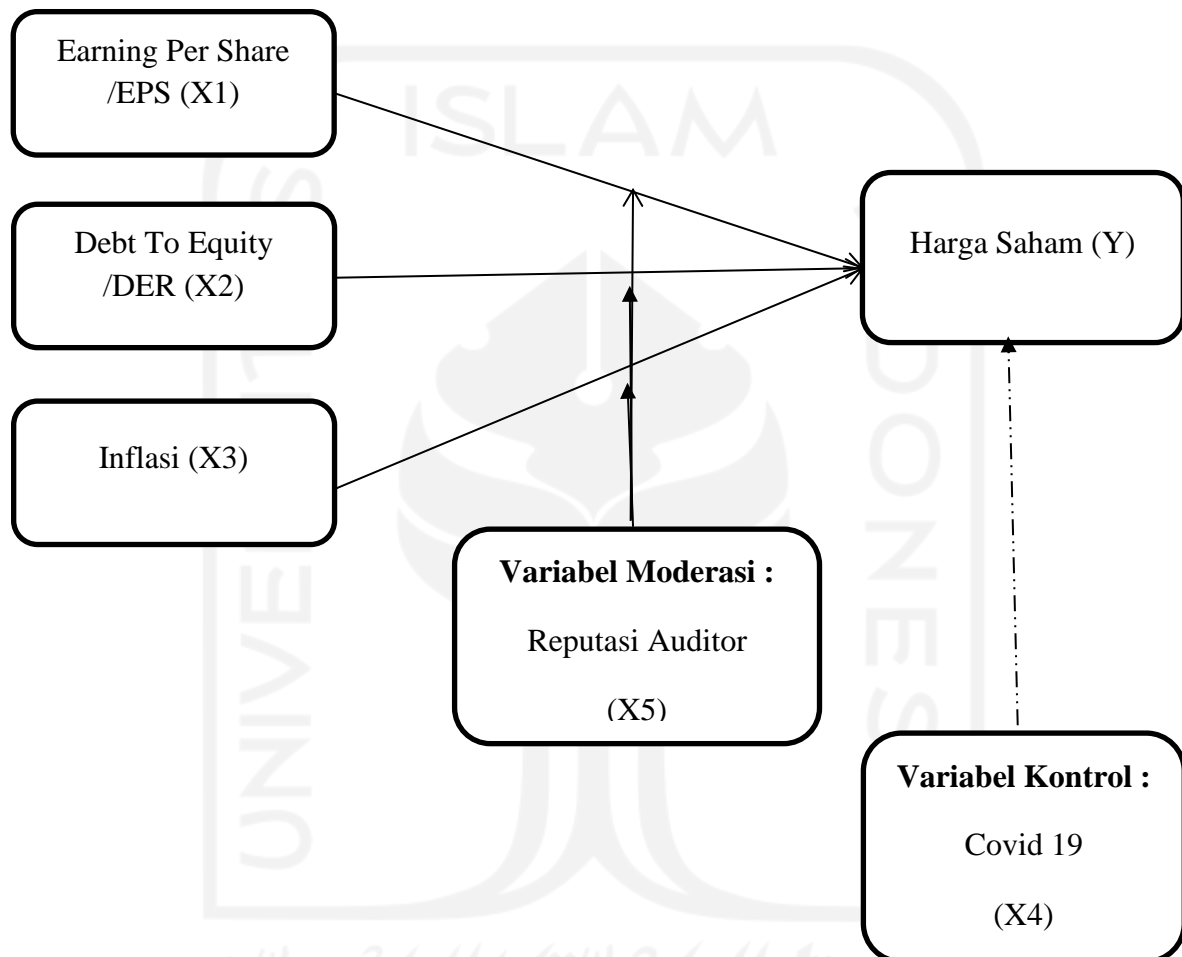 Earning Per Share
/EPS (X1)
Debt To Equity
/DER (X2)
Inflasi (X3)
Harga Saham (Y)
Variabel Moderasi :
Reputasi Auditor
(X5)
Variabel Kontrol :
Covid 19
(X4)
ISLAM